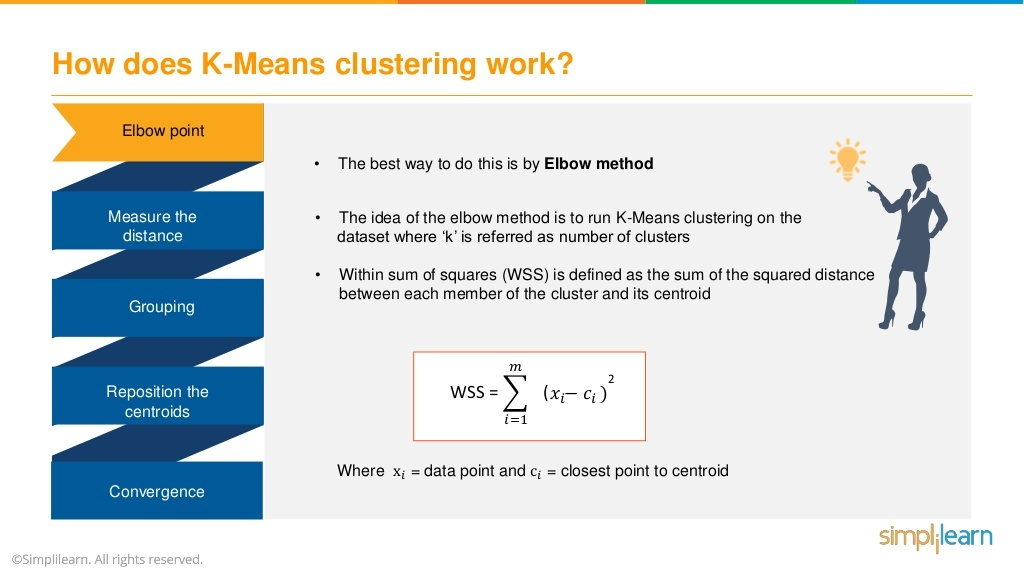 How does K-Means clustering work?
Elbow point
Measure the
distance
Grouping
Reposition the
centroids
Convergence
• The best way to do this is by Elbow method
• The idea of the elbow method is to run K-Means clustering on the
dataset where ‘k’ is referred as number of clusters
• Within sum of squares (WSS) is defined as the sum of the squared distance
between each member of the cluster and its centroid
WSS = ∑_{i=1}^{m} (x_i − c_i)^2
Where x_i = data point and c_i = closest point to centroid
simplilearn
©Simplilearn. All rights reserved.